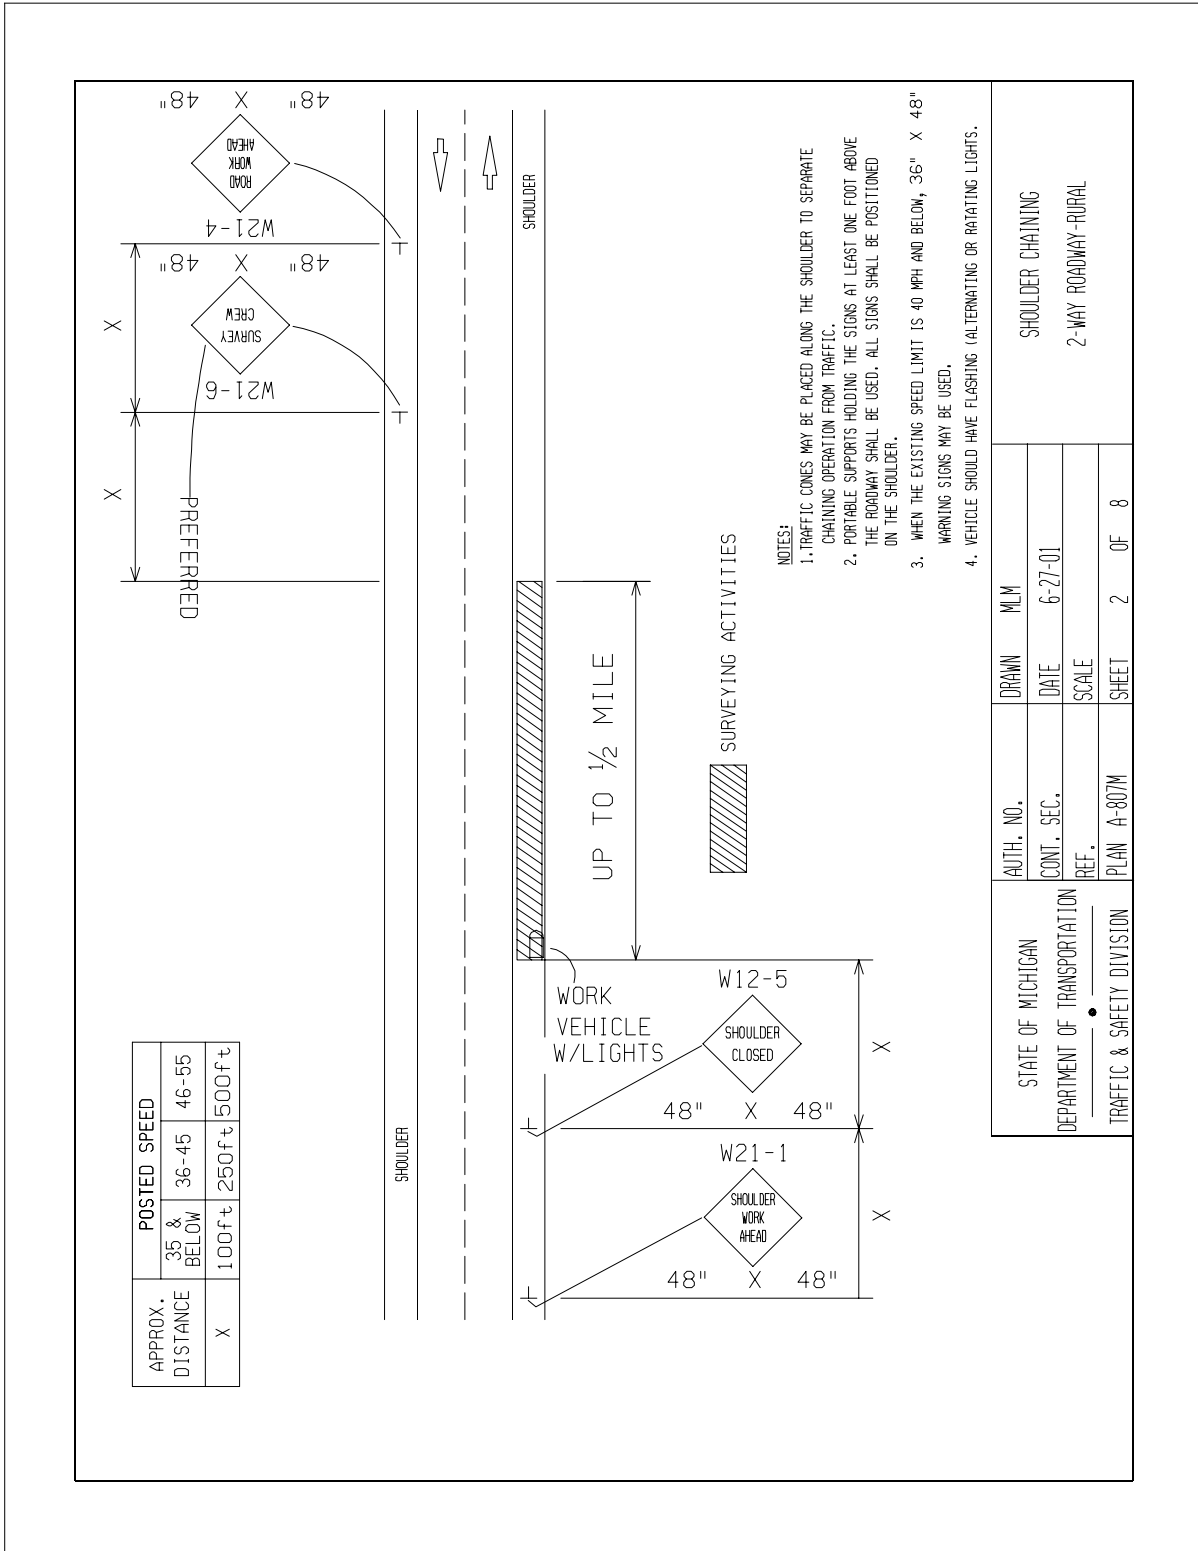 APPROX. DISTANCE
POSTED SPEED
35 & BELOW
36-45
46-55
X
100ft
250ft
500ft
SHOULDER
X
X
PREFERRED
W21-6
SURVEY
CREW
48" X 48"
W21-4
ROAD
WORK
AHEAD
48" X 48"
SHOULDER
WORK
VEHICLE
W/LIGHTS
UP TO 1/2 MILE
SURVEYING ACTIVITIES
W21-1
SHOULDER
WORK
AHEAD
48" X 48"
X
W12-5
SHOULDER
CLOSED
48" X 48"
X
NOTES:
1. TRAFFIC CONES MAY BE PLACED ALONG THE SHOULDER TO SEPARATE
CHAINING OPERATION FROM TRAFFIC.
2. PORTABLE SUPPORTS HOLDING THE SIGNS AT LEAST ONE FOOT ABOVE
THE ROADWAY SHALL BE USED. ALL SIGNS SHALL BE POSITIONED
ON THE SHOULDER.
3. WHEN THE EXISTING SPEED LIMIT IS 40 MPH AND BELOW, 36" X 48"
WARNING SIGNS MAY BE USED.
4. VEHICLE SHOULD HAVE FLASHING (ALTERNATING OR RATATING LIGHTS.
STATE OF MICHIGAN
DEPARTMENT OF TRANSPORTATION
TRAFFIC & SAFETY DIVISION
AUTH. NO.
CONT. SEC.
REF.
PLAN A-807M
DRAWN MLM
DATE 6-27-01
SCALE
SHEET 2 OF 8
SHOULDER CHAINING
2-WAY ROADWAY-RURAL